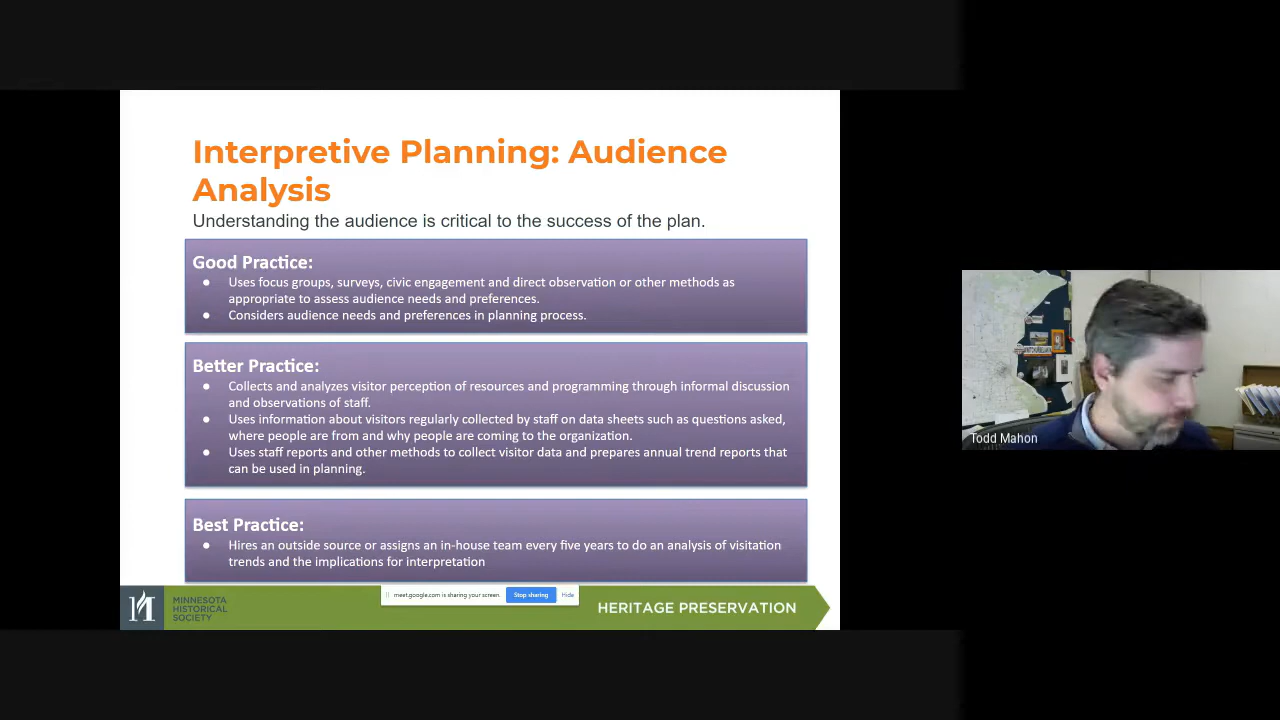 Interpretive Planning: Audience
Analysis
Understanding the audience is critical to the success of the plan.
Good Practice:
● Uses focus groups, surveys, civic engagement and direct observation or other methods as
appropriate to assess audience needs and preferences.
● Considers audience needs and preferences in planning process.
Better Practice:
● Collects and analyzes visitor perception of resources and programming through informal discussion
and observations of staff.
● Uses information about visitors regularly collected by staff on data sheets such as questions asked,
where people are from and why people are coming to the organization.
● Uses staff reports and other methods to collect visitor data and prepares annual trend reports that
can be used in planning.
Best Practice:
● Hires an outside source or assigns an in-house team every five years to do an analysis of visitation
trends and the implications for interpretation
MINNESOTA
HISTORICAL
SOCIETY
meet.google.com is sharing your screen. Stop sharing Hide
HERITAGE PRESERVATION
Todd Mahon